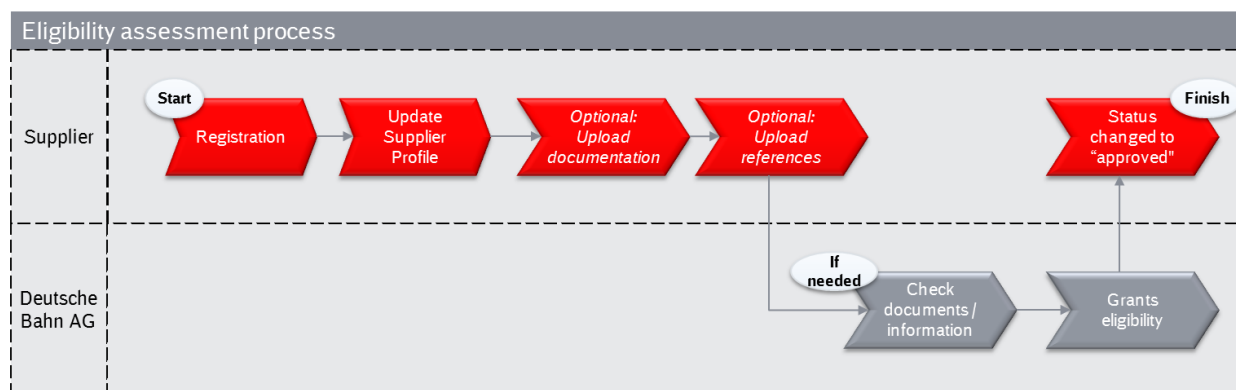 Eligibility assessment process
Supplier
Start
Registration
Update
Supplier
Profile
Optional:
Upload
documentation
Optional:
Upload
references
Status
changed to
“approved"
Finish
Deutsche
Bahn AG
If
needed
Check
documents /
information
Grants
eligibility